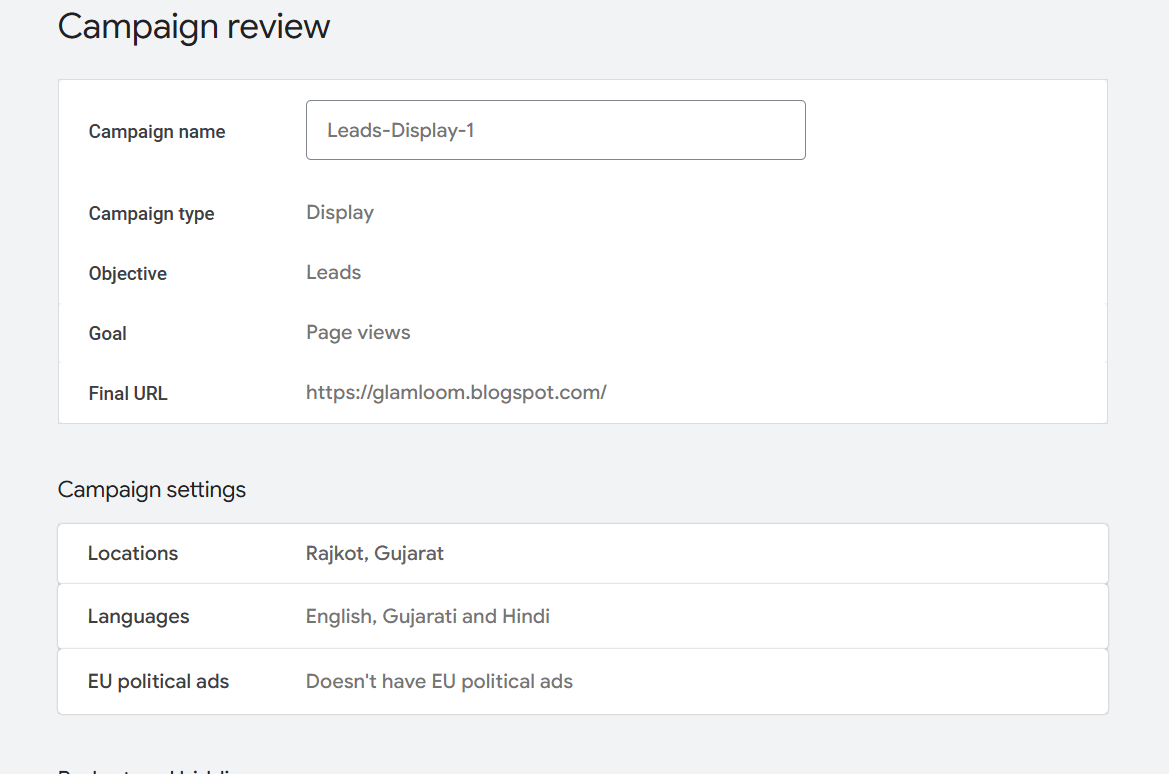 Campaign review
Campaign name Leads-Display-1
Campaign type Display
Objective Leads
Goal Page views
Final URL https://glamloom.blogspot.com/
Campaign settings
Locations Rajkot, Gujarat
Languages English, Gujarati and Hindi
EU political ads Doesn't have EU political ads